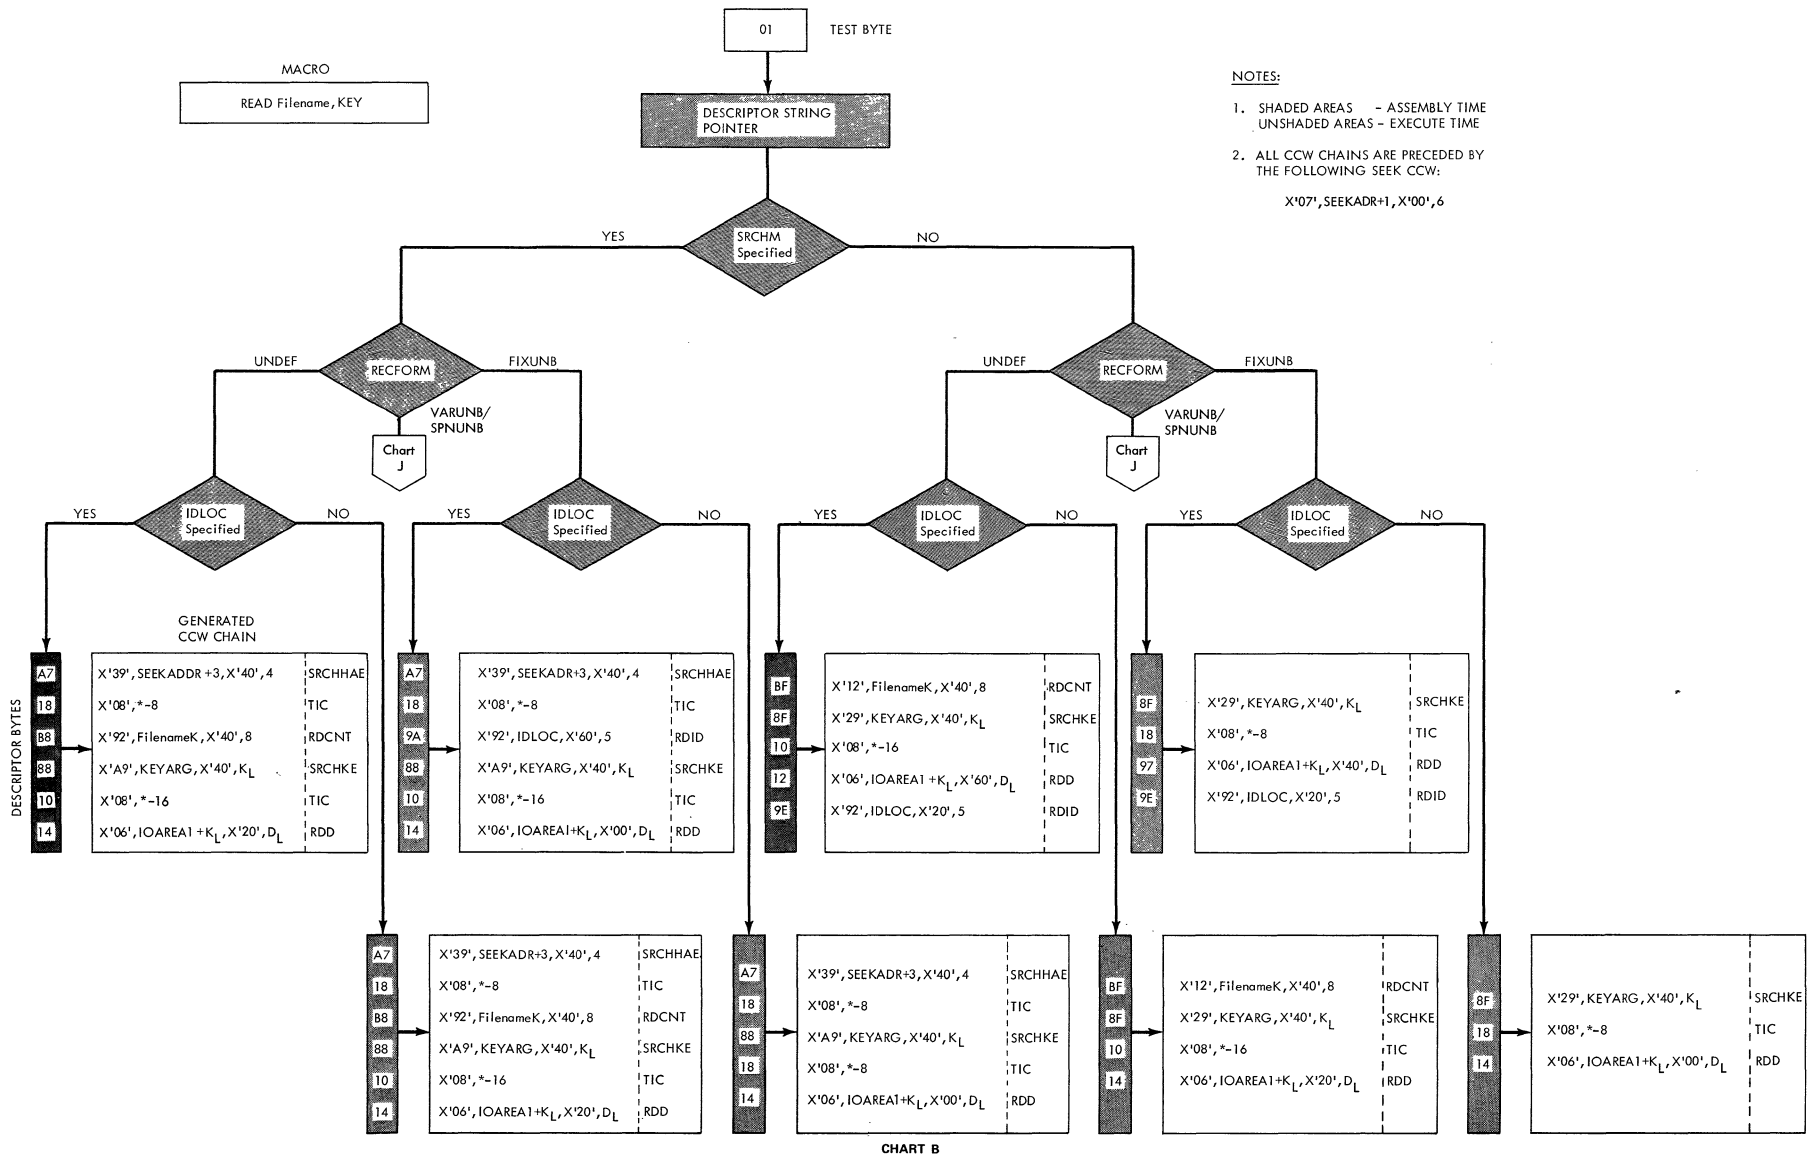 01 TEST BYTE
MACRO
READ Filename,KEY
DESCRIPTOR STRING
POINTER
NOTES:
1. SHADED AREAS - ASSEMBLY TIME
UNSHADED AREAS - EXECUTE TIME
2. ALL CCW CHAINS ARE PRECEDED BY
THE FOLLOWING SEEK CCW:
X'07',SEEKADR+1,X'00',6
YES
SRCHM
Specified
NO
UNDEF
RECFORM
FIXUNB
VARUNB/
SPNUNB
Chart
J
UNDEF
RECFORM
FIXUNB
VARUNB/
SPNUNB
Chart
J
YES
IDLOC
Specified
NO
YES
IDLOC
Specified
NO
YES
IDLOC
Specified
NO
YES
IDLOC
Specified
NO
GENERATED
CCW CHAIN
DESCRIPTOR BYTES
A7 X'39',SEEKADDR+3,X'40',4 SRCHHAE
18 X'08',*-8 TIC
B8 X'92',FilenameK,X'40',8 RDCNT
88 X'A9',KEYARG,X'40',KL SRCHKE
10 X'08',*-16 TIC
14 X'06',IOAREA1+KL,X'20',DL RDD
A7 X'39',SEEKADR+3,X'40',4 SRCHHAE
18 X'08',*-8 TIC
9A X'92',IDLOC,X'60',5 RDID
88 X'A9',KEYARG,X'40',KL SRCHKE
10 X'08',*-16 TIC
14 X'06',IOAREA1+KL,X'00',DL RDD
BF X'12',FilenameK,X'40',8 RDCNT
8F X'29',KEYARG,X'40',KL SRCHKE
10 X'08',*-16 TIC
12 X'06',IOAREA1+KL,X'60',DL RDD
9E X'92',IDLOC,X'20',5 RDID
8F X'29',KEYARG,X'40',KL SRCHKE
18 X'08',*-8 TIC
97 X'06',IOAREA1+KL,X'40',DL RDD
9E X'92',IDLOC,X'20',5 RDID
A7 X'39',SEEKADR+3,X'40',4 SRCHHAE
18 X'08',*-8 TIC
B8 X'92',FilenameK,X'40',8 RDCNT
88 X'A9',KEYARG,X'40',KL SRCHKE
10 X'08',*-16 TIC
14 X'06',IOAREA1+KL,X'20',DL RDD
A7 X'39',SEEKADR+3,X'40',4 SRCHHAE
18 X'08',*-8 TIC
88 X'A9',KEYARG,X'40',KL SRCHKE
18 X'08',*-8 TIC
14 X'06',IOAREA1+KL,X'00',DL RDD
BF X'12',FilenameK,X'40',8 RDCNT
8F X'29',KEYARG,X'40',KL SRCHKE
10 X'08',*-16 TIC
14 X'06',IOAREA1+KL,X'20',DL RDD
8F X'29',KEYARG,X'40',KL SRCHKE
18 X'08',*-8 TIC
14 X'06',IOAREA1+KL,X'00',DL RDD
CHART B